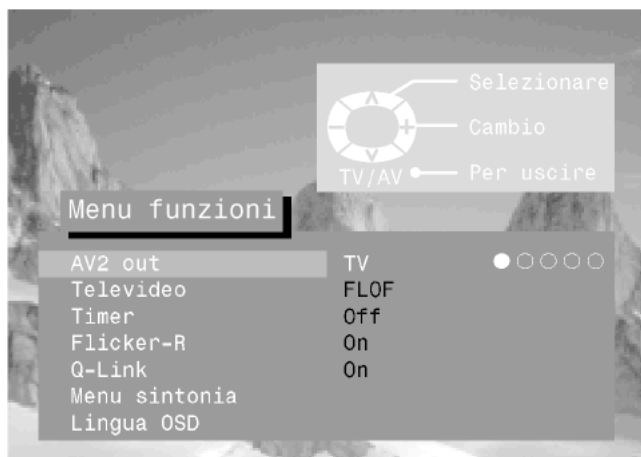 Selezionare
Cambio
TV/AV Per uscire
Menu funzioni
AV2 out TV
Televideo FLOF
Timer Off
Flicker-R On
Q-Link On
Menu sintonia
Lingua OSD